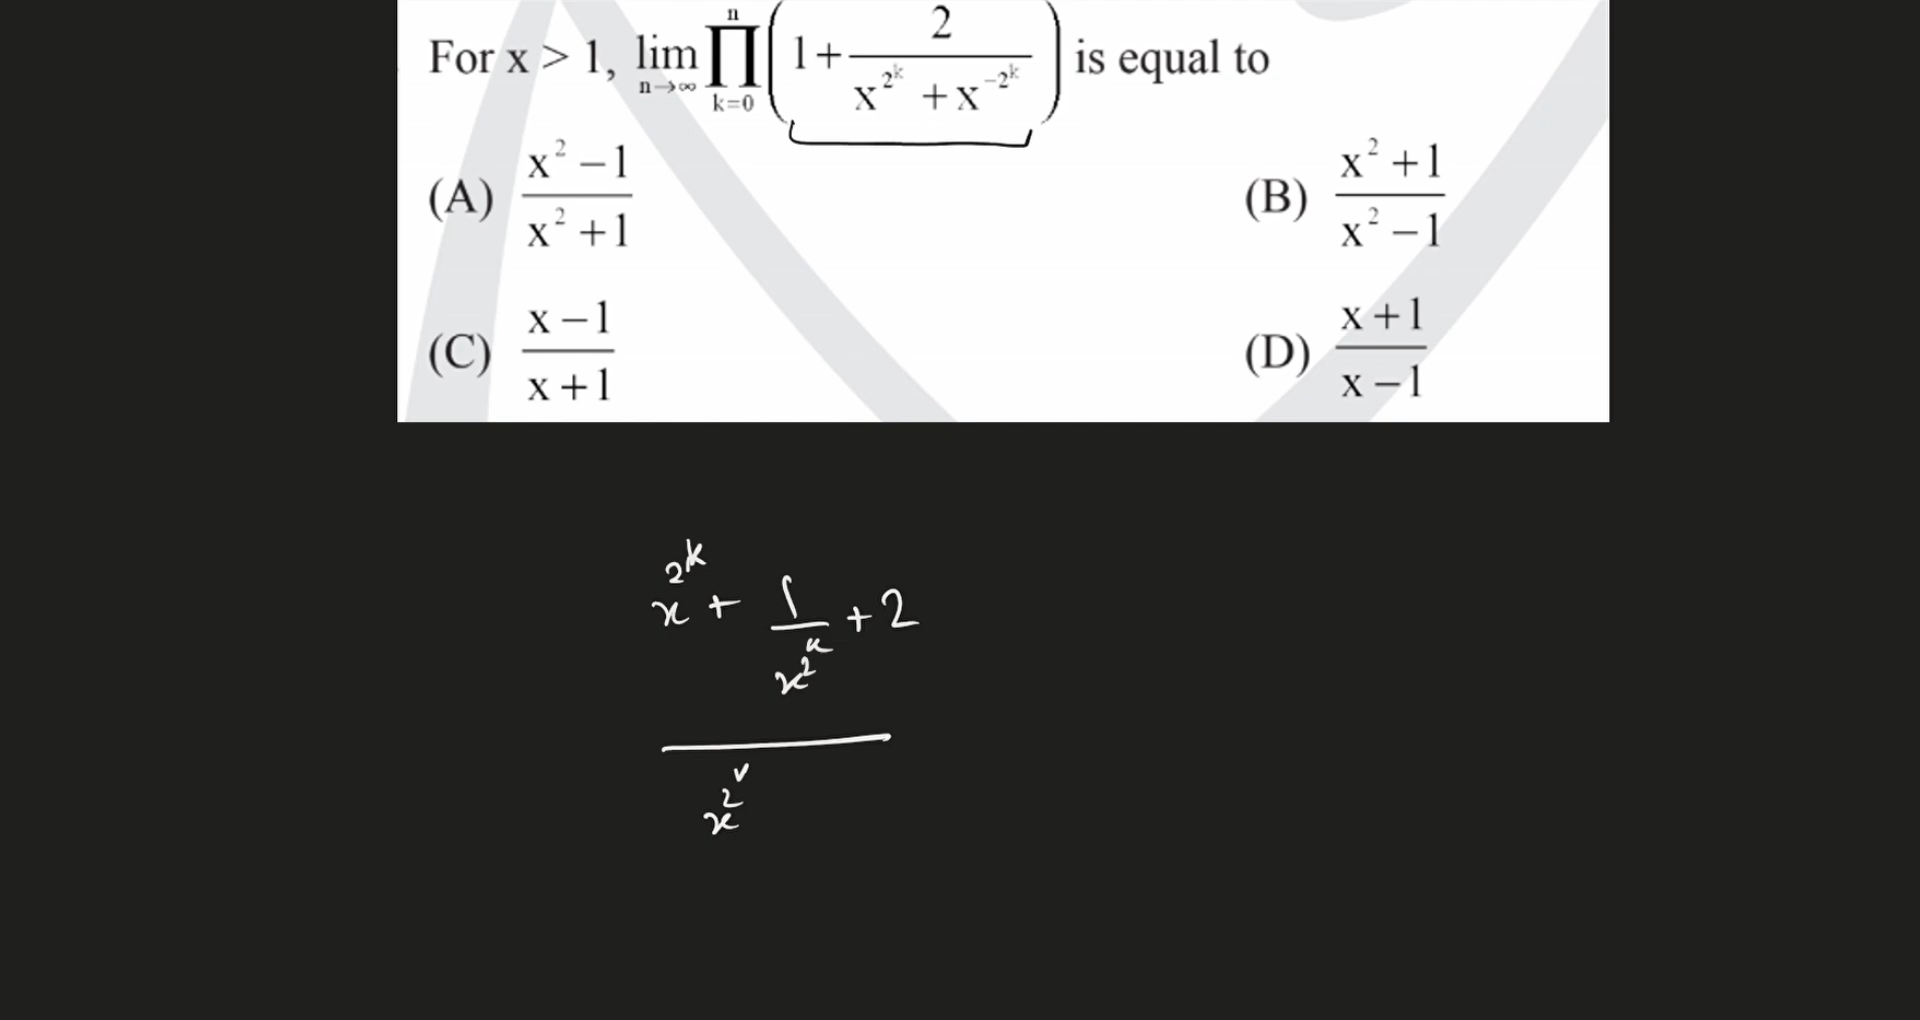 For x > 1, lim n→∞ ∏ n k=0 (1 + 2 / (x^{2^k} + x^{-2^k})) is equal to
(A) (x² − 1) / (x² + 1)
(B) (x² + 1) / (x² − 1)
(C) (x − 1) / (x + 1)
(D) (x + 1) / (x − 1)
x^{2^k} + 1 / x^{2^k} + 2
x^2